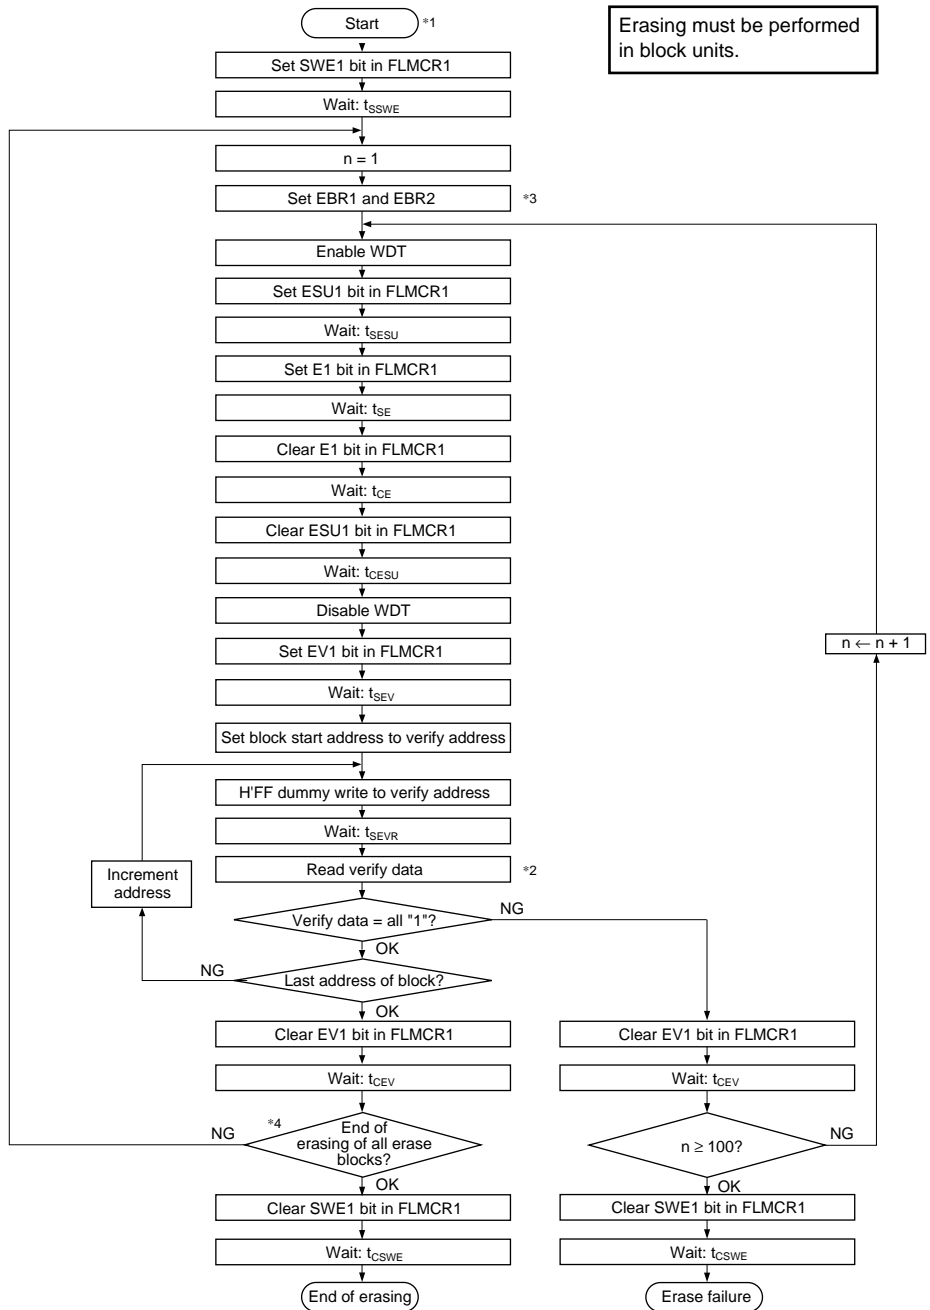 Start *1
Erasing must be performed
in block units.
Set SWE1 bit in FLMCR1
Wait: tSSWE
n = 1
Set EBR1 and EBR2 *3
Enable WDT
Set ESU1 bit in FLMCR1
Wait: tSESU
Set E1 bit in FLMCR1
Wait: tSE
Clear E1 bit in FLMCR1
Wait: tCE
Clear ESU1 bit in FLMCR1
Wait: tCESU
Disable WDT
Set EV1 bit in FLMCR1
n ← n + 1
Wait: tSEV
Set block start address to verify address
H'FF dummy write to verify address
Wait: tSEVR
Read verify data *2
Increment
address
Verify data = all "1"? NG
OK
NG Last address of block?
OK
Clear EV1 bit in FLMCR1
Clear EV1 bit in FLMCR1
Wait: tCEV
Wait: tCEV
NG *4
End of
erasing of all erase
blocks?
n ≥ 100? NG
OK
OK
Clear SWE1 bit in FLMCR1
Clear SWE1 bit in FLMCR1
Wait: tCSWE
Wait: tCSWE
End of erasing
Erase failure